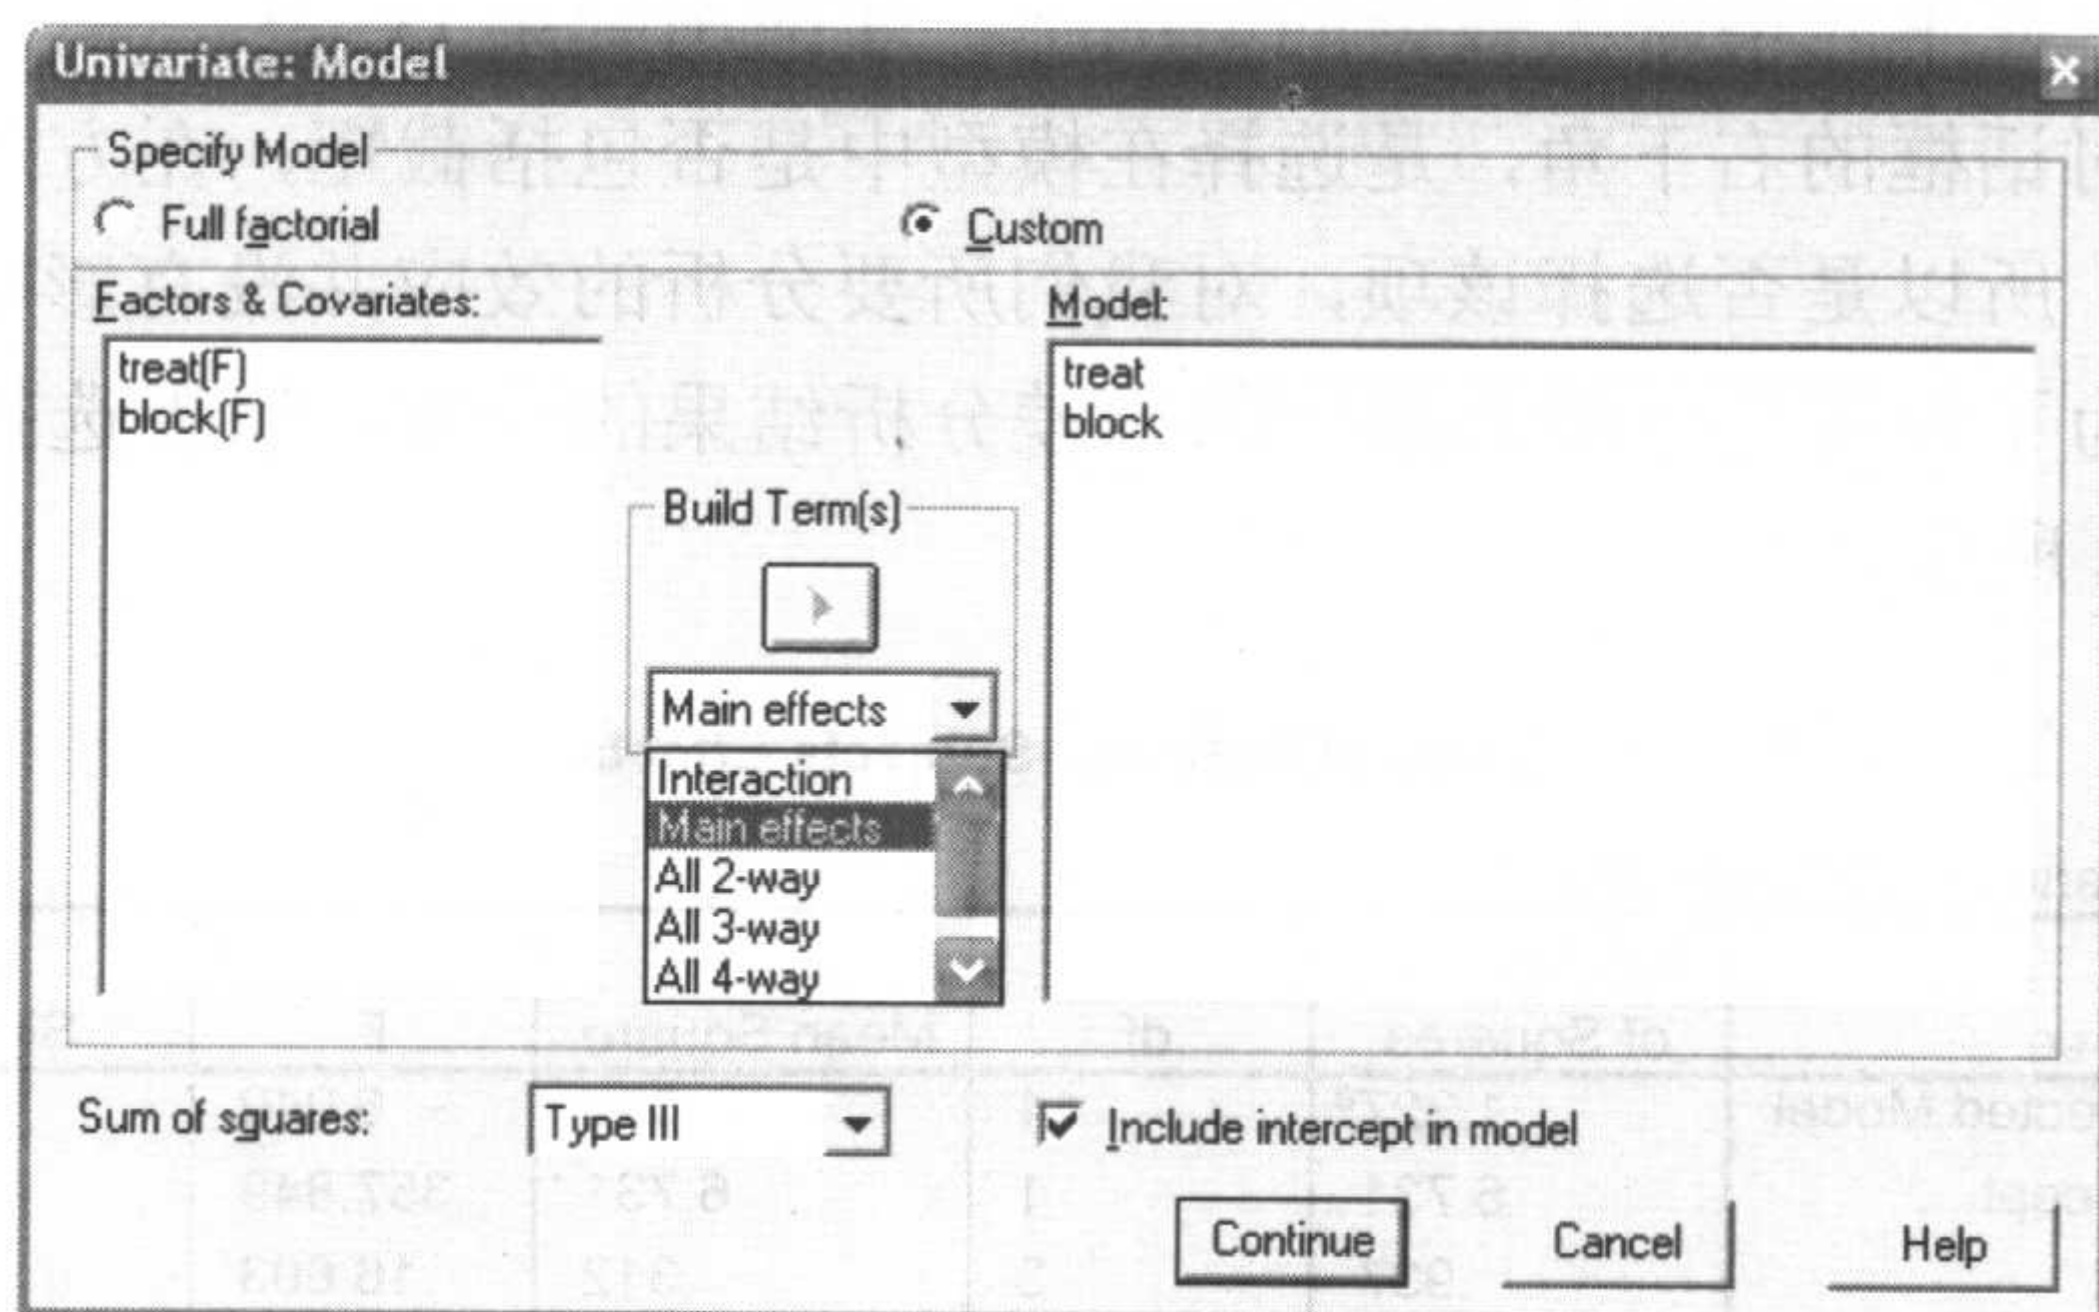 Univariate: Model
Specify Model
Full factorial
Custom
Factors & Covariates:
Model:
treat(F)
block(F)
treat
block
Build Term(s)
Main effects
Interaction
Main effects
All 2-way
All 3-way
All 4-way
Sum of sguares:
Type III
Include intercept in model
Continue
Cancel
Help